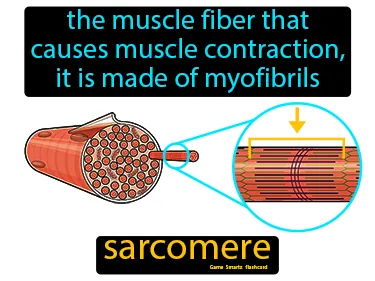 the muscle fiber that
causes muscle contraction,
it is made of myofibrils
sarcomere
Game Smartz Flashcard